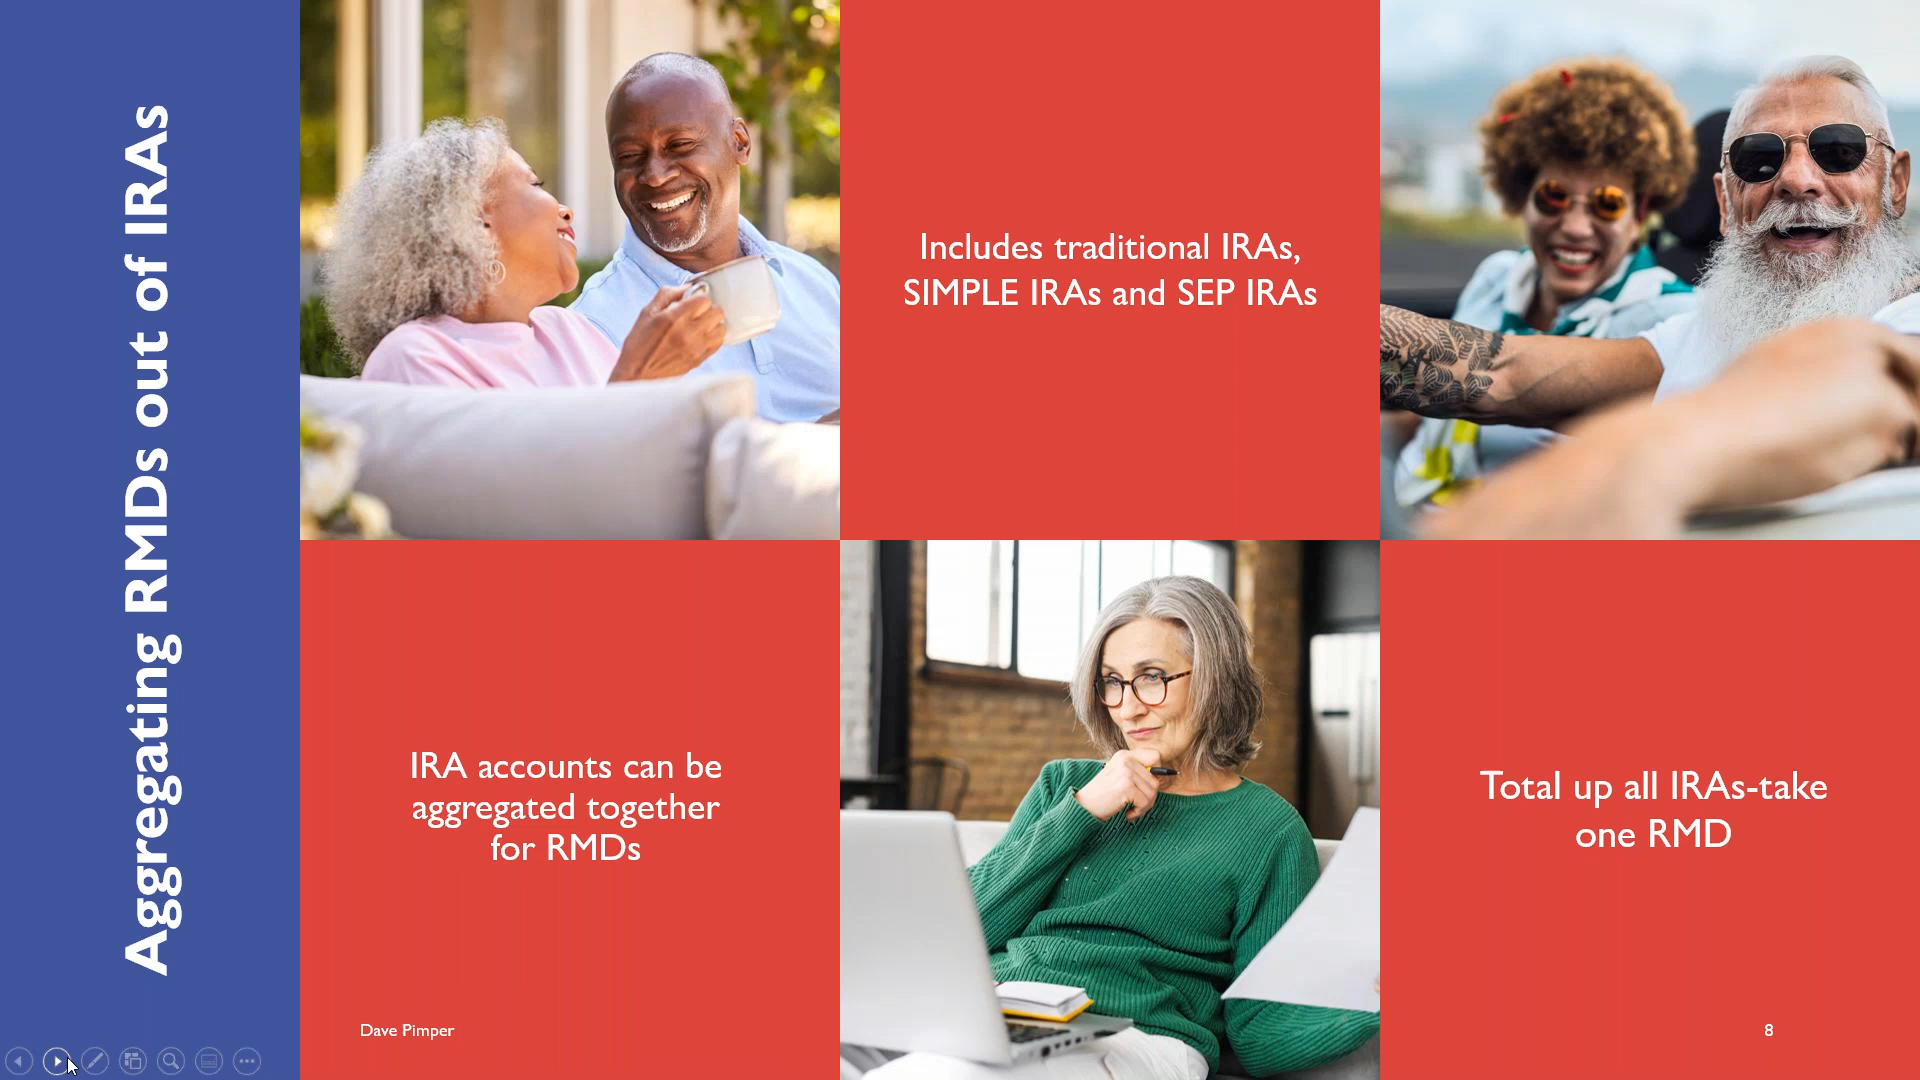 Aggregating RMDs out of IRAs
Includes traditional IRAs,
SIMPLE IRAs and SEP IRAs
IRA accounts can be
aggregated together
for RMDs
Total up all IRAs-take
one RMD
Dave Pimper
8